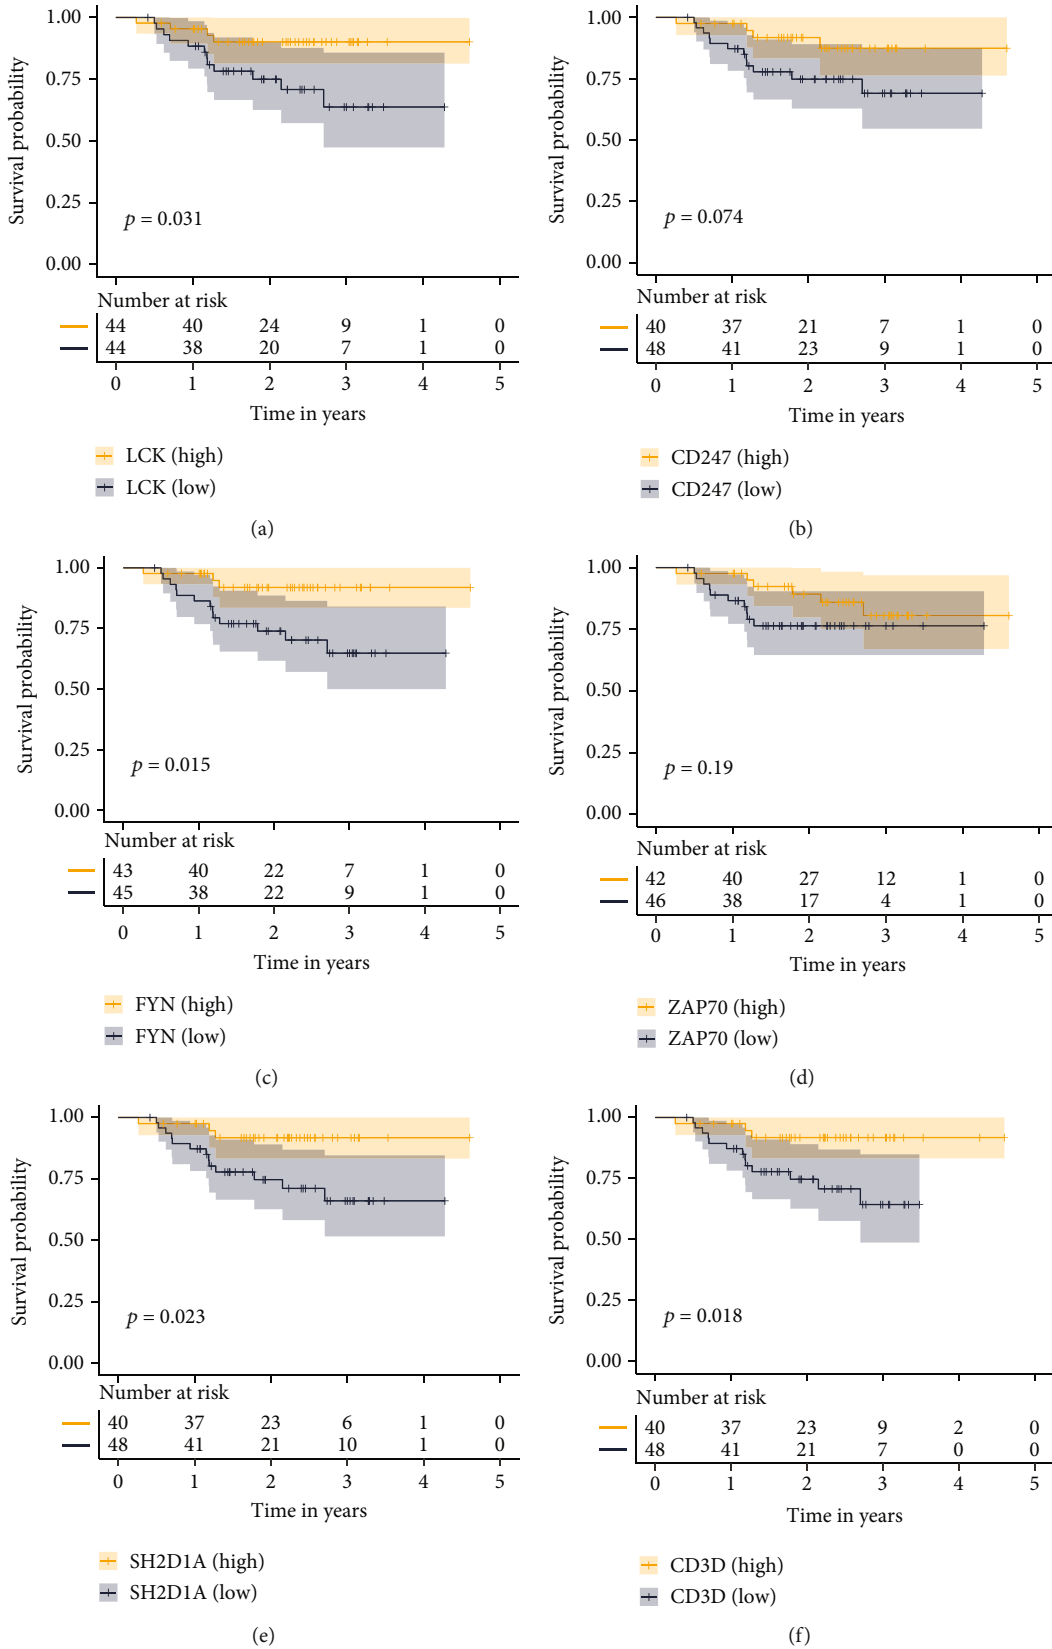 Survival probability
1.00
0.75
0.50
0.25
0.00
p = 0.031
Number at risk
44 40 24 9 1 0
44 38 20 7 1 0
0 1 2 3 4 5
Time in years
LCK (high)
LCK (low)
(a)
Survival probability
1.00
0.75
0.50
0.25
0.00
p = 0.074
Number at risk
40 37 21 7 1 0
48 41 23 9 1 0
0 1 2 3 4 5
Time in years
CD247 (high)
CD247 (low)
(b)
Survival probability
1.00
0.75
0.50
0.25
0.00
p = 0.015
Number at risk
43 40 22 7 1 0
45 38 22 9 1 0
0 1 2 3 4 5
Time in years
FYN (high)
FYN (low)
(c)
Survival probability
1.00
0.75
0.50
0.25
0.00
p = 0.19
Number at risk
42 40 27 12 1 0
46 38 17 4 1 0
0 1 2 3 4 5
Time in years
ZAP70 (high)
ZAP70 (low)
(d)
Survival probability
1.00
0.75
0.50
0.25
0.00
p = 0.023
Number at risk
40 37 23 6 1 0
48 41 21 10 1 0
0 1 2 3 4 5
Time in years
SH2D1A (high)
SH2D1A (low)
(e)
Survival probability
1.00
0.75
0.50
0.25
0.00
p = 0.018
Number at risk
40 37 23 9 2 0
48 41 21 7 0 0
0 1 2 3 4 5
Time in years
CD3D (high)
CD3D (low)
(f)